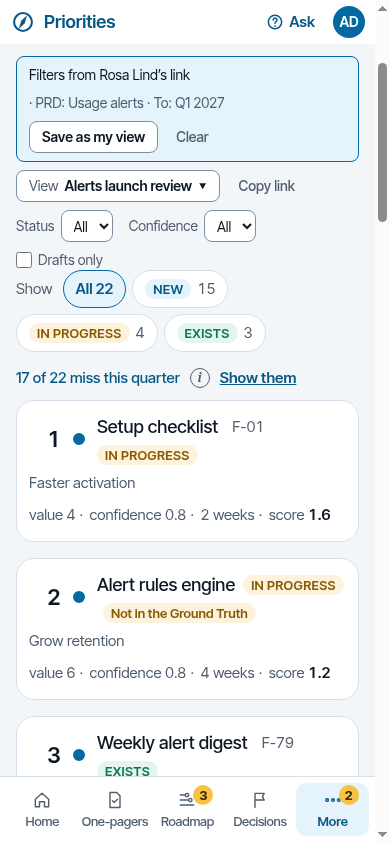 Priorities
Ask
AD
Filters from Rosa Lind's link
· PRD: Usage alerts · To: Q1 2027
Save as my view
Clear
View Alerts launch review
Copy link
Status All
Confidence All
Drafts only
Show All 22 NEW 15
IN PROGRESS 4 EXISTS 3
17 of 22 miss this quarter i Show them
1 Setup checklist F-01
IN PROGRESS
Faster activation
value 4 · confidence 0.8 · 2 weeks · score 1.6
2 Alert rules engine IN PROGRESS
Not in the Ground Truth
Grow retention
value 6 · confidence 0.8 · 4 weeks · score 1.2
3 Weekly alert digest F-79
EXISTS
3 2
Home One-pagers Roadmap Decisions More